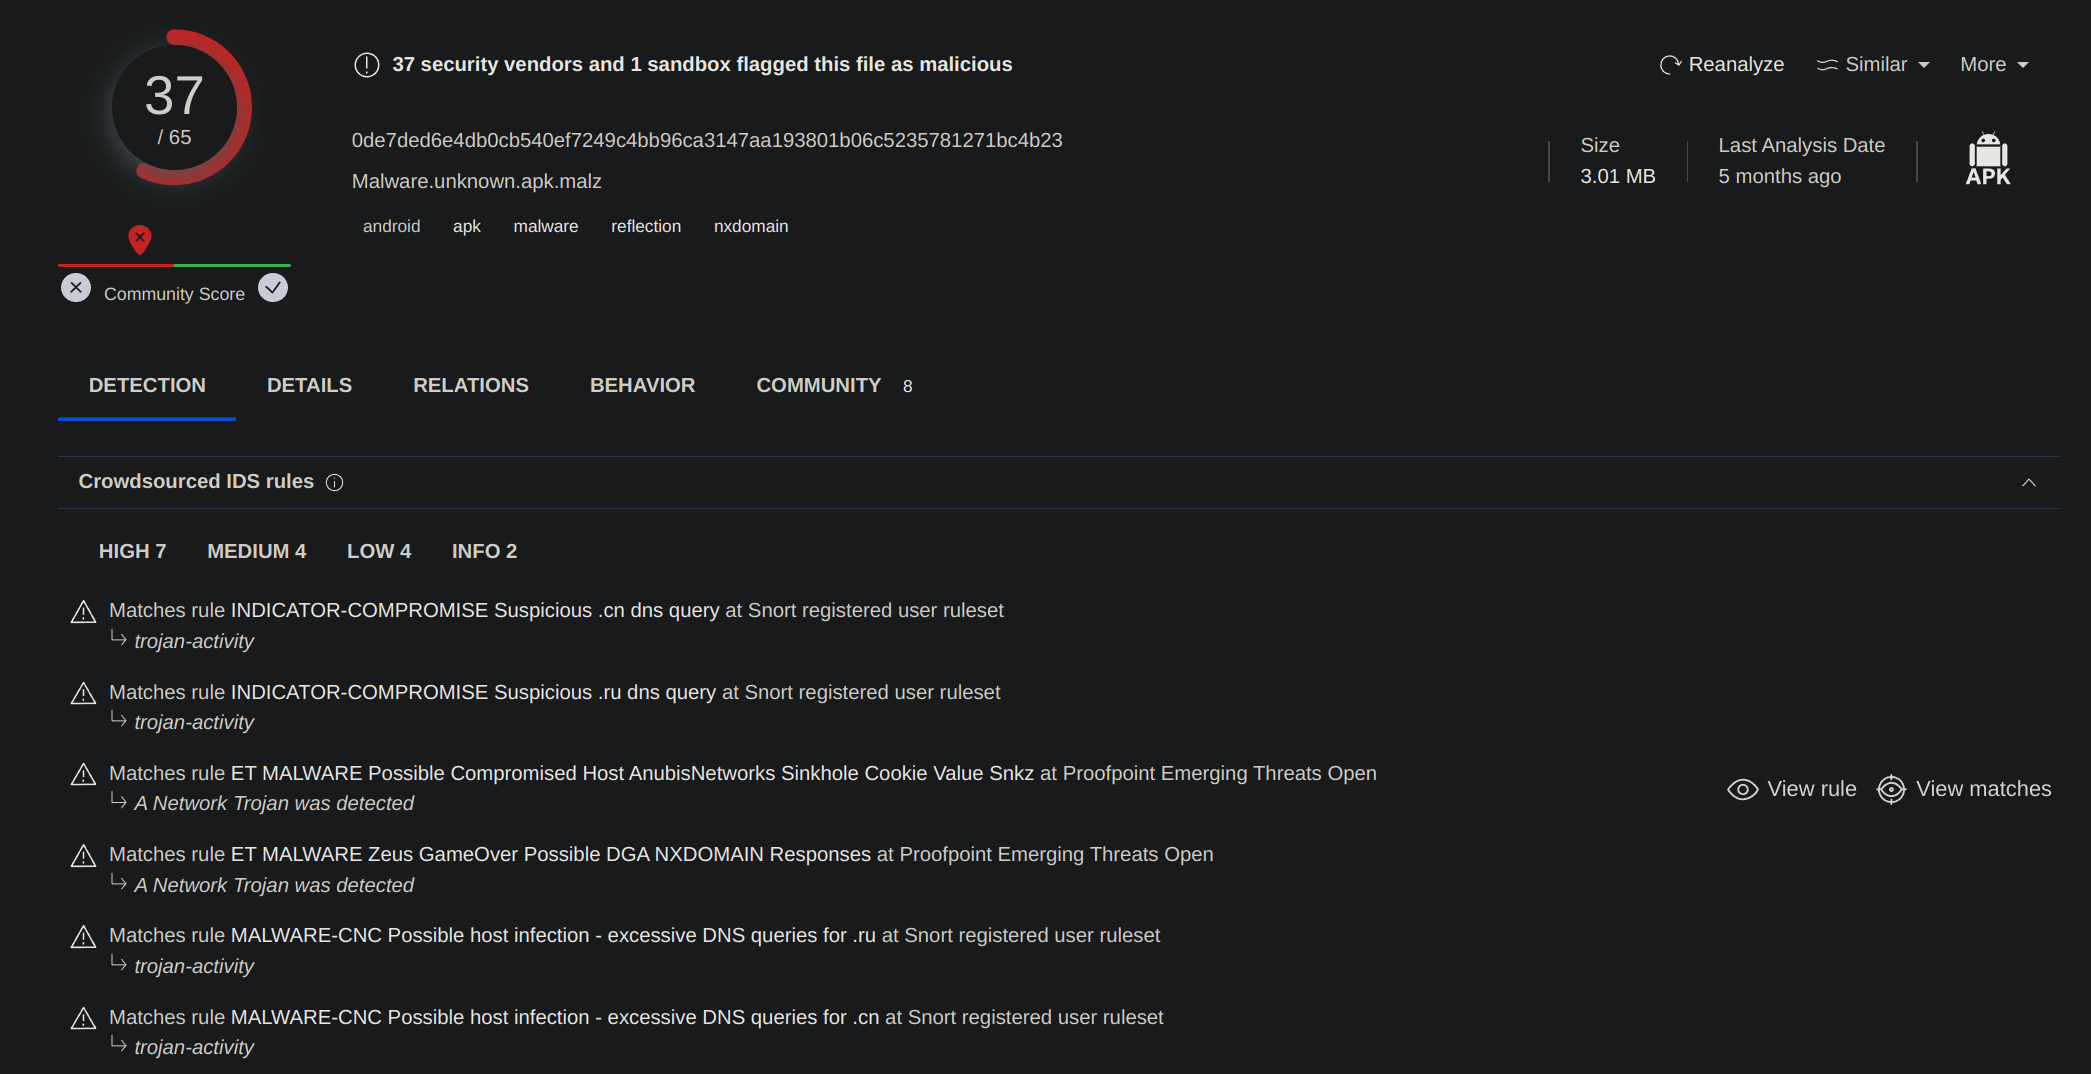 37
/ 65
Community Score
37 security vendors and 1 sandbox flagged this file as malicious
Reanalyze
Similar
More
0de7ded6e4db0cb540ef7249c4bb96ca3147aa193801b06c5235781271bc4b23
Malware.unknown.apk.malz
android apk malware reflection nxdomain
Size
3.01 MB
Last Analysis Date
5 months ago
APK
DETECTION DETAILS RELATIONS BEHAVIOR COMMUNITY 8
Crowdsourced IDS rules
HIGH 7 MEDIUM 4 LOW 4 INFO 2
Matches rule INDICATOR-COMPROMISE Suspicious .cn dns query at Snort registered user ruleset
trojan-activity
Matches rule INDICATOR-COMPROMISE Suspicious .ru dns query at Snort registered user ruleset
trojan-activity
Matches rule ET MALWARE Possible Compromised Host AnubisNetworks Sinkhole Cookie Value Snkz at Proofpoint Emerging Threats Open
A Network Trojan was detected
View rule View matches
Matches rule ET MALWARE Zeus GameOver Possible DGA NXDOMAIN Responses at Proofpoint Emerging Threats Open
A Network Trojan was detected
Matches rule MALWARE-CNC Possible host infection - excessive DNS queries for .ru at Snort registered user ruleset
trojan-activity
Matches rule MALWARE-CNC Possible host infection - excessive DNS queries for .cn at Snort registered user ruleset
trojan-activity